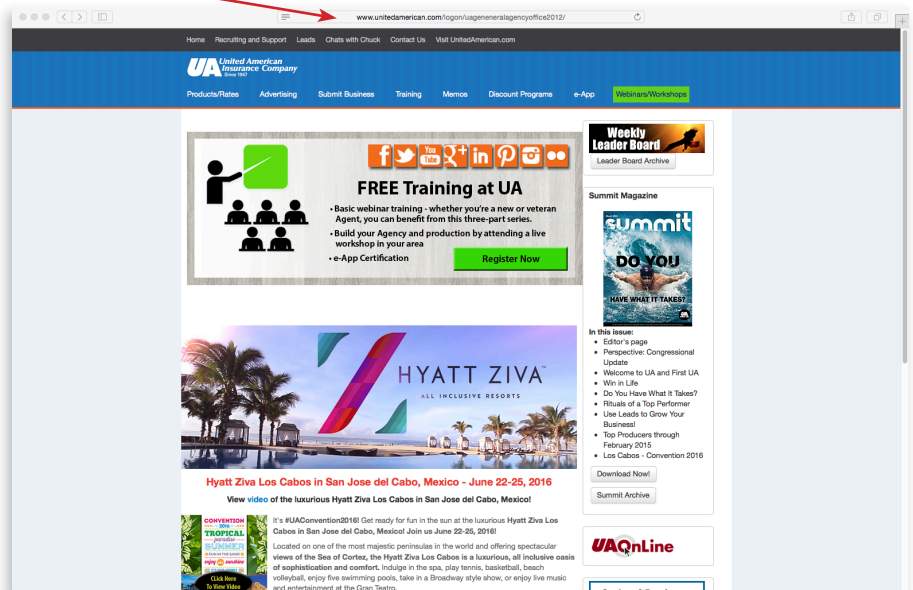 www.unitedamerican.com/logon/uageneneralagencyoffice2012/
Home Recruiting and Support Leads Chats with Chuck Contact Us Visit UnitedAmerican.com
UA United American
Insurance Company
Since 1947
Products/Rates Advertising Submit Business Training Memos Discount Programs e-App Webinars/Workshops
You
Tube
FREE Training at UA
• Basic webinar training - whether you're a new or veteran
Agent, you can benefit from this three-part series.
• Build your Agency and production by attending a live
workshop in your area
• e-App Certification
Register Now
Weekly
Leader Board
Leader Board Archive
Summit Magazine
summit
DO YOU
HAVE WHAT IT TAKES?
UA
In this issue:
• Editor's page
• Perspective: Congressional
Update
• Welcome to UA and First UA
• Win in Life
• Do You Have What It Takes?
• Rituals of a Top Performer
• Use Leads to Grow Your
Business!
• Top Producers through
February 2015
• Los Cabos - Convention 2016
Download Now!
Summit Archive
UAOnLine
HYATT ZIVA™
ALL INCLUSIVE RESORTS
Hyatt Ziva Los Cabos in San Jose del Cabo, Mexico - June 22-25, 2016
View video of the luxurious Hyatt Ziva Los Cabos in San Jose del Cabo, Mexico!
CONVENTION
2016
TROPICAL
paradise
SUMMER
enjoy sunshine
Click Here
To View Video
It's #UAConvention2016! Get ready for fun in the sun at the luxurious Hyatt Ziva Los
Cabos in San Jose del Cabo, Mexico! Join us June 22-25, 2016!
Located on one of the most majestic peninsulas in the world and offering spectacular
views of the Sea of Cortez, the Hyatt Ziva Los Cabos is a luxurious, all inclusive oasis
of sophistication and comfort. Indulge in the spa, play tennis, basketball, beach
volleyball, enjoy five swimming pools, take in a Broadway style show, or enjoy live music
and entertainment at the Gran Teatro.